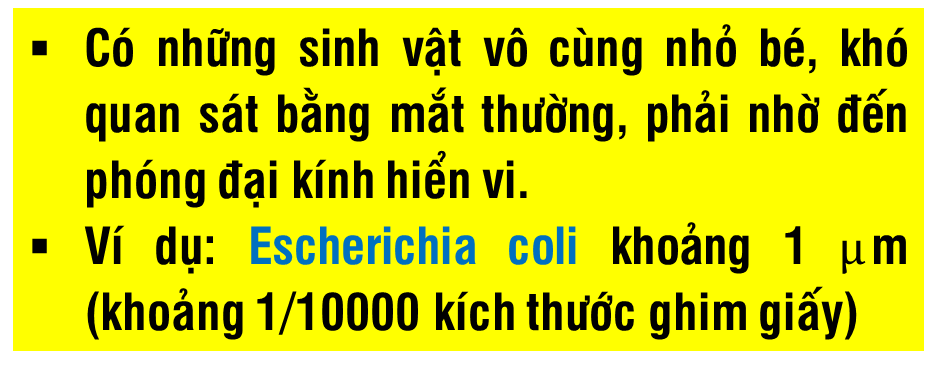 ▪ Có những sinh vật vô cùng nhỏ bé, khó
quan sát bằng mắt thường, phải nhờ đến
phóng đại kính hiển vi.
▪ Ví dụ: Escherichia coli khoảng 1 μm
(khoảng 1/10000 kích thước ghim giấy)